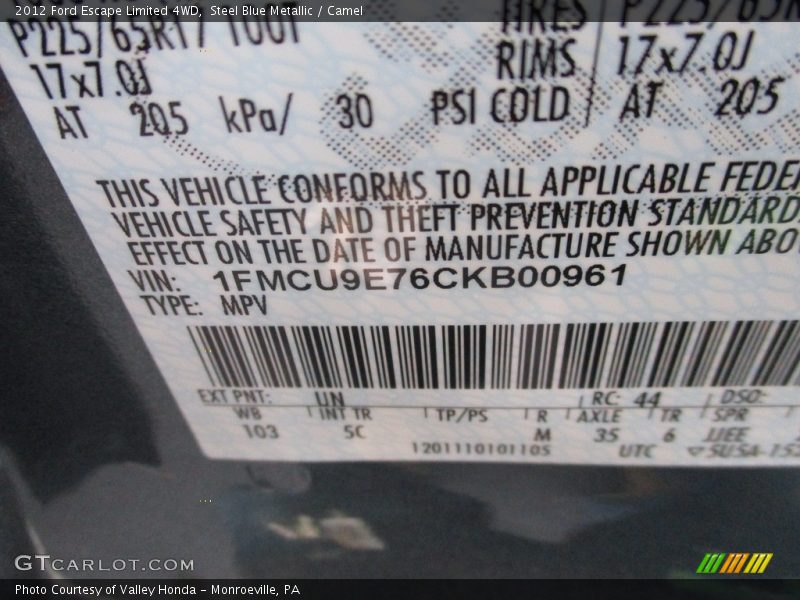 2012 Ford Escape Limited 4WD, Steel Blue Metallic / Camel
P225/65R17 100T TIRES P225/65R
17x7.0J RIMS 17x7.0J
AT 205 kPa/ 30 PSI COLD AT 205
THIS VEHICLE CONFORMS TO ALL APPLICABLE FEDER
VEHICLE SAFETY AND THEFT PREVENTION STANDARD
EFFECT ON THE DATE OF MANUFACTURE SHOWN ABO
VIN: 1FMCU9E76CKB00961
TYPE: MPV
EXT PNT: UN RC: 44 DSO:
WB INT TR TP/PS R AXLE TR SPR
103 5C M 35 6 JJEE
1201110101105 UTC
GTCARLOT.COM
Photo Courtesy of Valley Honda - Monroeville, PA